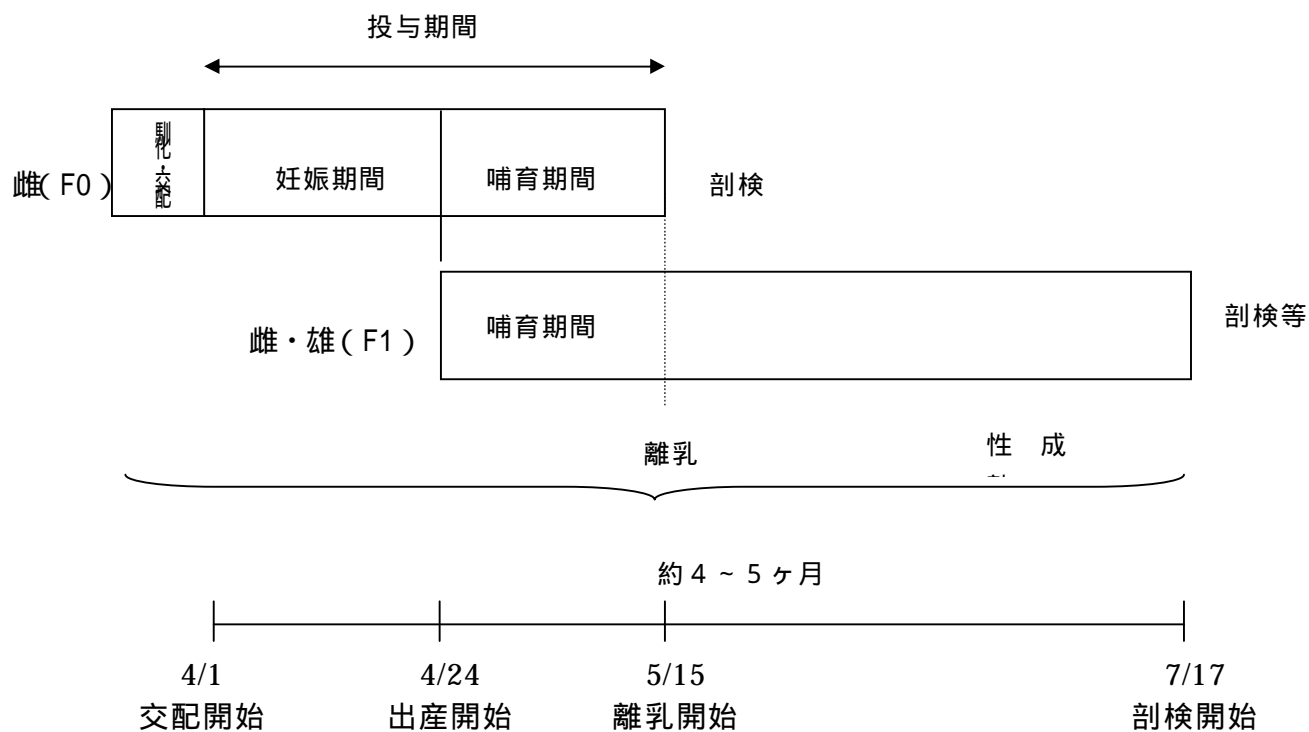 投与期間
馴化・交配
雌(F0)
妊娠期間
哺育期間
剖検
雌・雄(F1)
哺育期間
剖検等
離乳
性 成
約4~5ヶ月
4/1
4/24
5/15
7/17
交配開始
出産開始
離乳開始
剖検開始